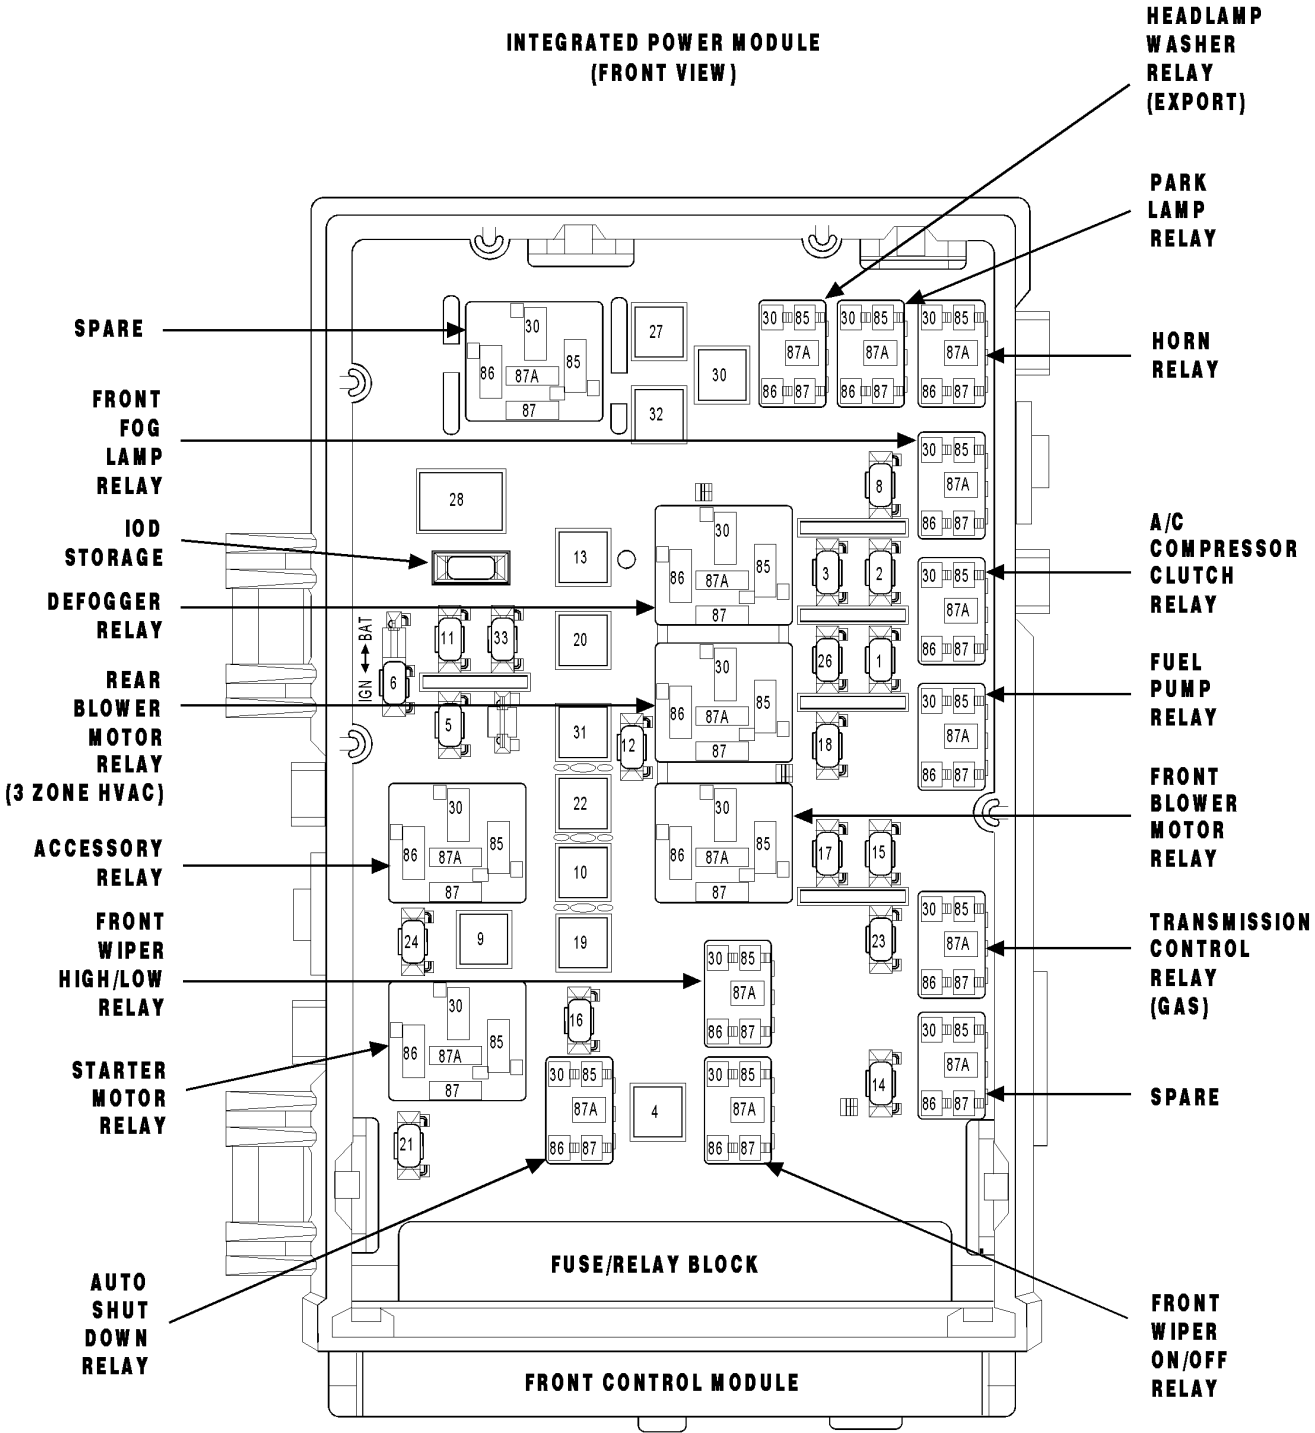 INTEGRATED POWER MODULE
(FRONT VIEW)
HEADLAMP
WASHER
RELAY
(EXPORT)
PARK
LAMP
RELAY
HORN
RELAY
A/C
COMPRESSOR
CLUTCH
RELAY
FUEL
PUMP
RELAY
FRONT
BLOWER
MOTOR
RELAY
TRANSMISSION
CONTROL
RELAY
(GAS)
SPARE
FRONT
WIPER
ON/OFF
RELAY
SPARE
FRONT
FOG
LAMP
RELAY
IOD
STORAGE
DEFOGGER
RELAY
REAR
BLOWER
MOTOR
RELAY
(3 ZONE HVAC)
ACCESSORY
RELAY
FRONT
WIPER
HIGH/LOW
RELAY
STARTER
MOTOR
RELAY
AUTO
SHUT
DOWN
RELAY
30
86
85
87A
87
27
30
32
30 85
87A
86 87
30 85
87A
86 87
30 85
87A
86 87
30 85
87A
86 87
8
28
13
30
86
85
87A
87
3
2
30 85
87A
86 87
IGN
BAT
11
33
20
6
5
26
1
30
86
85
87A
87
31
12
18
30 85
87A
86 87
22
30
86
85
87A
87
30
86
85
87A
87
10
17
15
24
9
19
23
30 85
87A
86 87
30 85
87A
86 87
30
86
85
87A
87
16
30 85
87A
86 87
30 85
87A
86 87
4
30 85
87A
86 87
14
21
FUSE/RELAY BLOCK
FRONT CONTROL MODULE